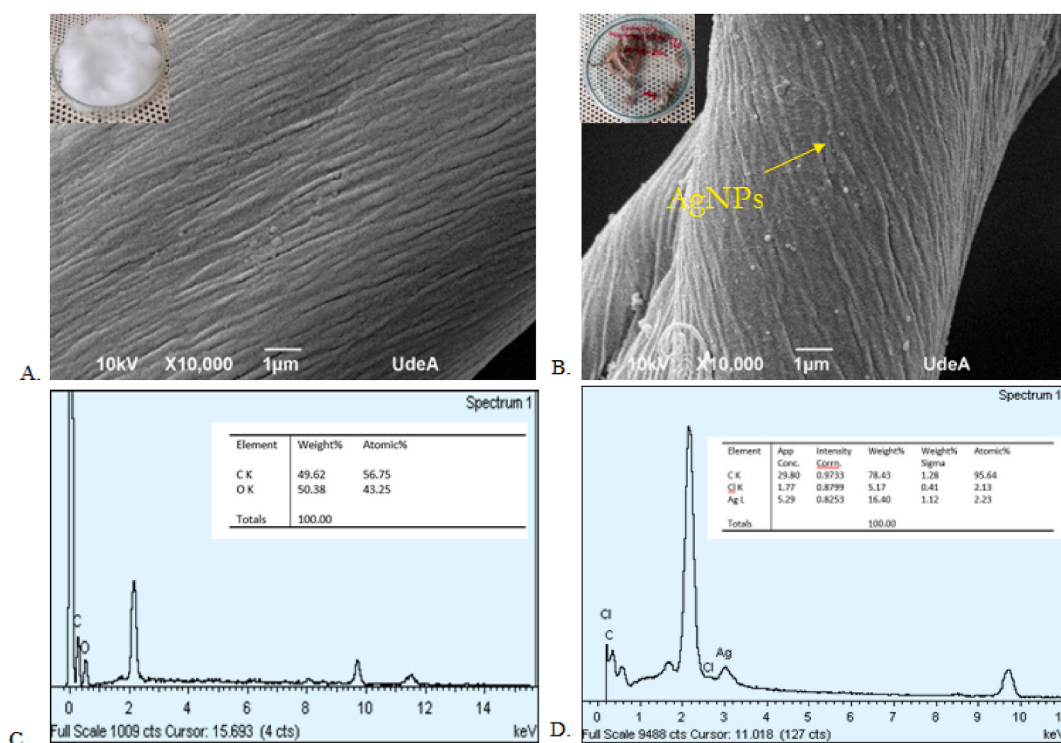 AgNPs
10kV X10,000 1µm UdeA
A.
10kV X10,000 1µm UdeA
B.
Spectrum 1
Element Weight% Atomic%
C K 49.62 56.75
O K 50.38 43.25
Totals 100.00
C
O
0 2 4 6 8 10 12 14
Full Scale 1009 cts Cursor: 15.693 (4 cts) keV
C.
Spectrum 1
Element App Conc. Intensity Corrn. Weight% Weight% Sigma Atomic%
C K 29.80 0.9733 78.43 1.28 95.64
Cl K 1.77 0.8799 5.17 0.41 2.13
Ag L 5.29 0.8253 16.40 1.12 2.23
Totals 100.00
Cl
C
Cl
Ag
0 1 2 3 4 5 6 7 8 9 10 11
Full Scale 9488 cts Cursor: 11.018 (127 cts) keV
D.